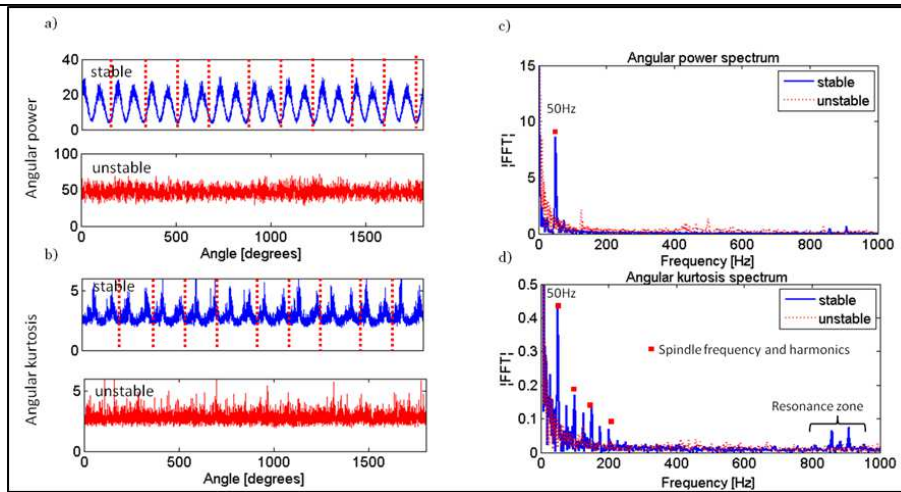 a)
Angular power
40
20
0
stable
100
50
0
unstable
0 500 1000 1500
Angle [degrees]
b)
Angular kurtosis
5
0
stable
5
0
unstable
0 500 1000 1500
Angle [degrees]
c)
Angular power spectrum
15
10
5
0
¦FFT¦
50Hz
stable
unstable
0 200 400 600 800 1000
Frequency [Hz]
d)
Angular kurtosis spectrum
0.5
0.4
0.3
0.2
0.1
0
¦FFT¦
50Hz
stable
unstable
Spindle frequency and harmonics
Resonance zone
0 200 400 600 800 1000
Frequency [Hz]